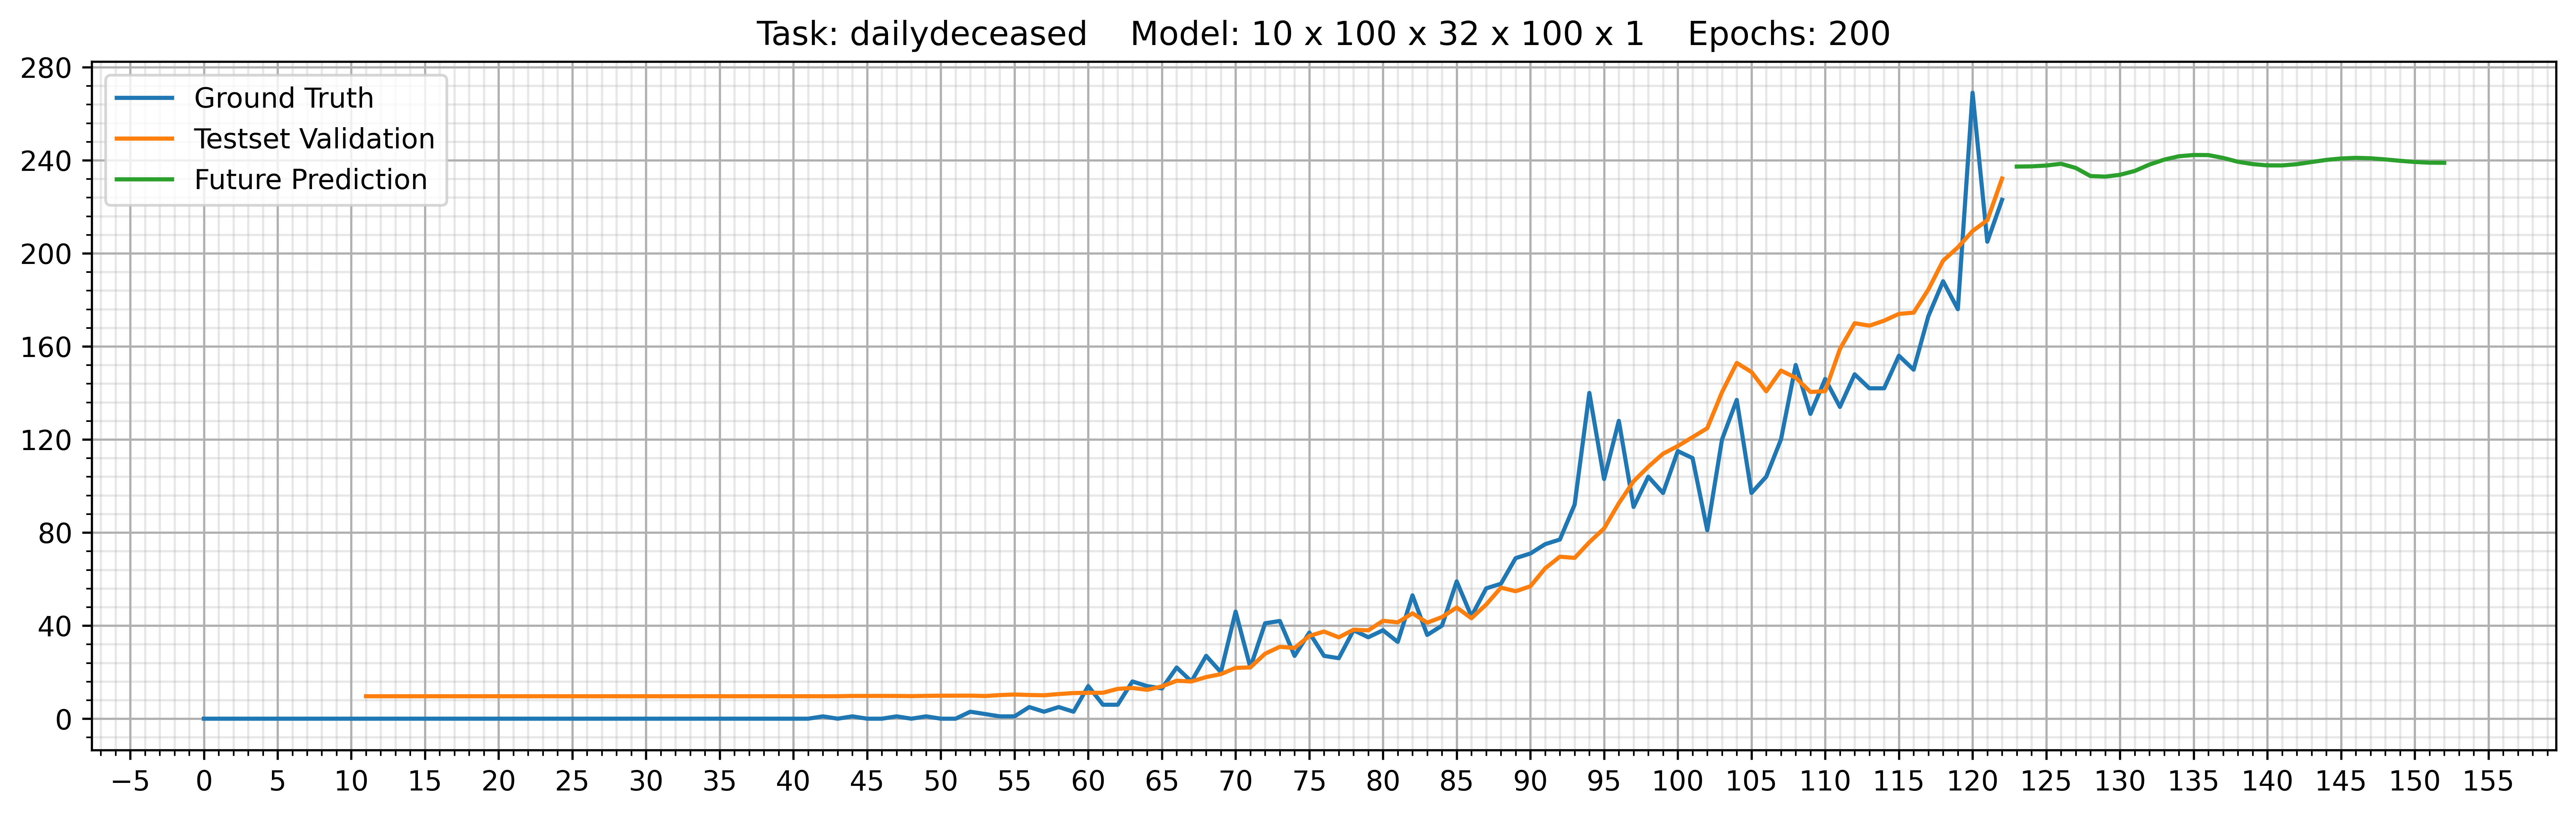 Task: dailydeceased    Model: 10 x 100 x 32 x 100 x 1    Epochs: 200
280
240
200
160
120
80
40
0
Ground Truth
Testset Validation
Future Prediction
−5 0 5 10 15 20 25 30 35 40 45 50 55 60 65 70 75 80 85 90 95 100 105 110 115 120 125 130 135 140 145 150 155